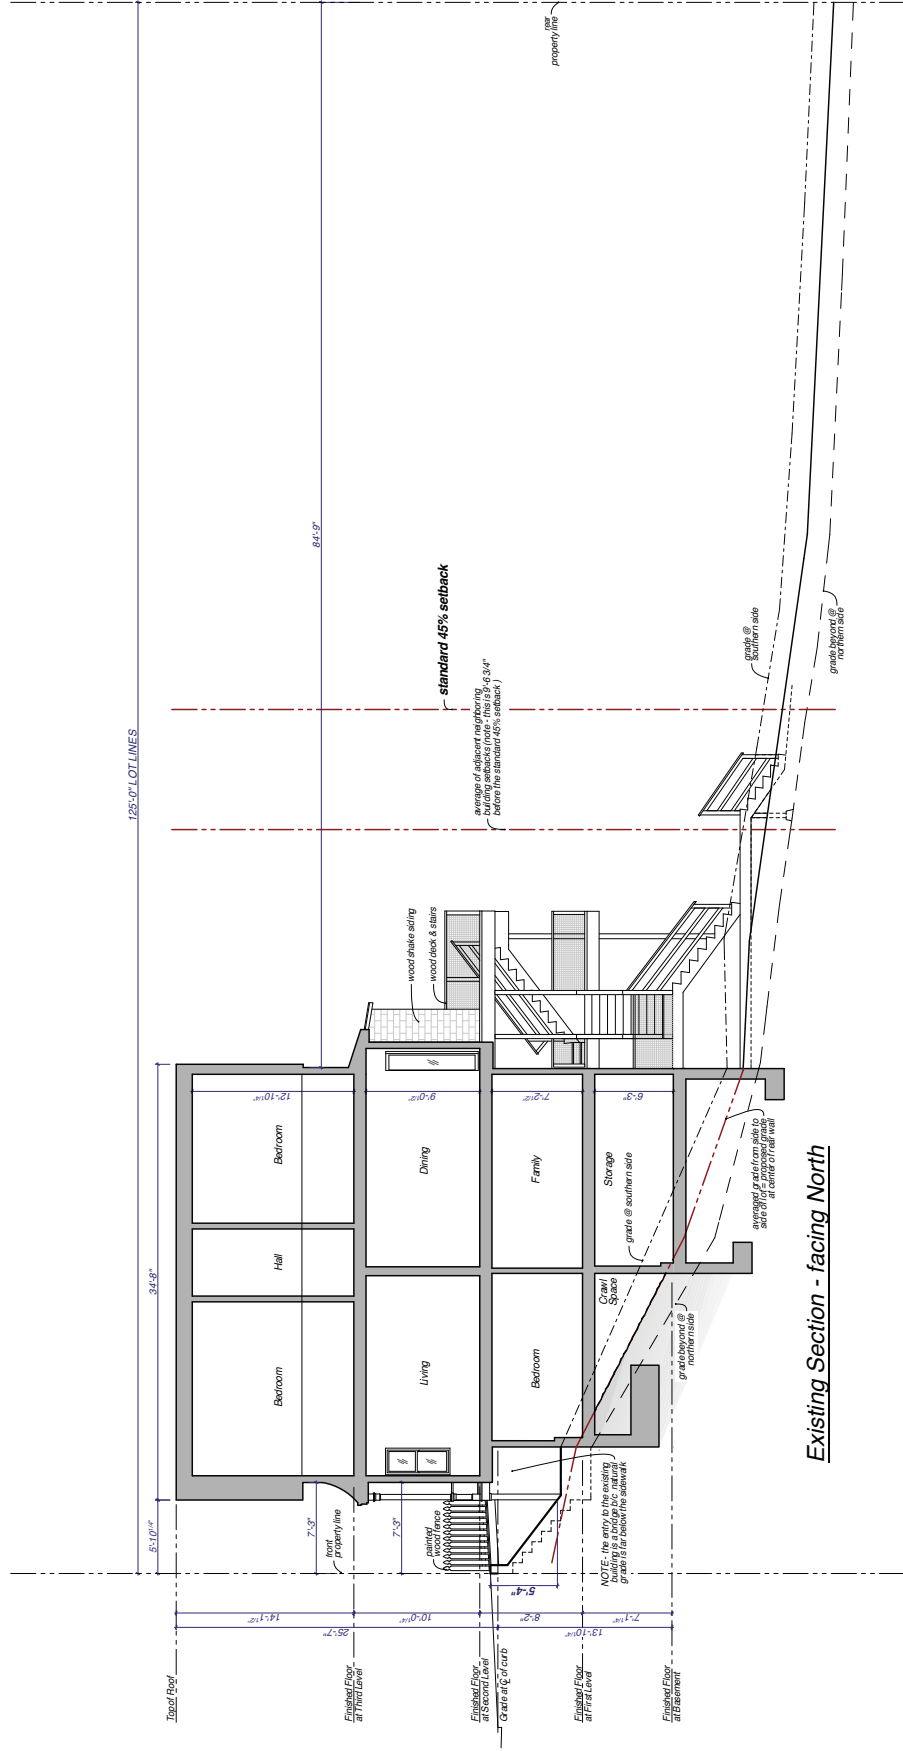 rear
property line
125'-0" LOT LINES
84'-9"
standard 45% setback
average of adjacent neighboring
building setbacks (note - this is 9'-6 3/4"
before the standard 45% setback )
grade @
southern side
grade beyond @
northern side
wood shake siding
wood deck & stairs
34'-8"
5'-10 1/4"
12'-10 1/4"
9'-0 1/2"
7'-2 1/2"
6'-3"
Bedroom
Hall
Bedroom
Dining
Living
Family
Bedroom
Storage
Crawl
Space
grade @ southern side
averaged grade from side to
side of lot = proposed grade
at center of rear wall
grade beyond @
northern side
7'-3"
front
property line
7'-3"
painted
wood fence
5'-4"
NOTE - the entry to the existing
building is a bridge b/c natural
grade is far below the sidewalk
14'-1 1/2"
10'-0 1/4"
8'-2"
7'-1 1/4"
25'-7"
13'-10 1/4"
Top of Roof
Finished Floor
at Third Level
Finished Floor
at Second Level
Grade at ℄ of curb
Finished Floor
at First Level
Finished Floor
at Basement
Existing Section - facing North